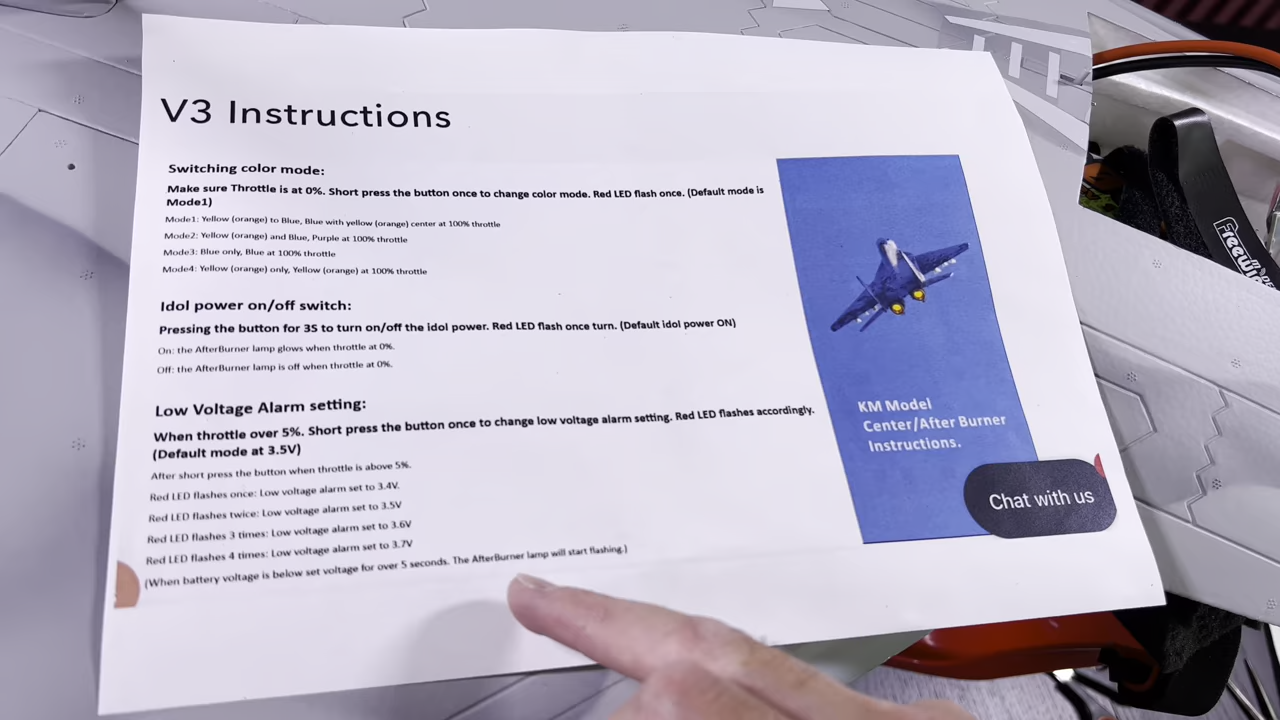 V3 Instructions
Switching color mode:
Make sure Throttle is at 0%. Short press the button once to change color mode. Red LED flash once. (Default mode is
Mode1)
Mode1: Yellow (orange) to Blue, Blue with yellow (orange) center at 100% throttle
Mode2: Yellow (orange) and Blue, Purple at 100% throttle
Mode3: Blue only, Blue at 100% throttle
Mode4: Yellow (orange) only, Yellow (orange) at 100% throttle
Idol power on/off switch:
Pressing the button for 3S to turn on/off the idol power. Red LED flash once turn. (Default idol power ON)
On: the AfterBurner lamp glows when throttle at 0%.
Off: the AfterBurner lamp is off when throttle at 0%.
Low Voltage Alarm setting:
When throttle over 5%. Short press the button once to change low voltage alarm setting. Red LED flashes accordingly.
(Default mode at 3.5V)
After short press the button when throttle is above 5%.
Red LED flashes once: Low voltage alarm set to 3.4V.
Red LED flashes twice: Low voltage alarm set to 3.5V
Red LED flashes 3 times: Low voltage alarm set to 3.6V
Red LED flashes 4 times: Low voltage alarm set to 3.7V
(When battery voltage is below set voltage for over 5 seconds. The AfterBurner lamp will start flashing.)
KM Model
Center/After Burner
Instructions.
Chat with us